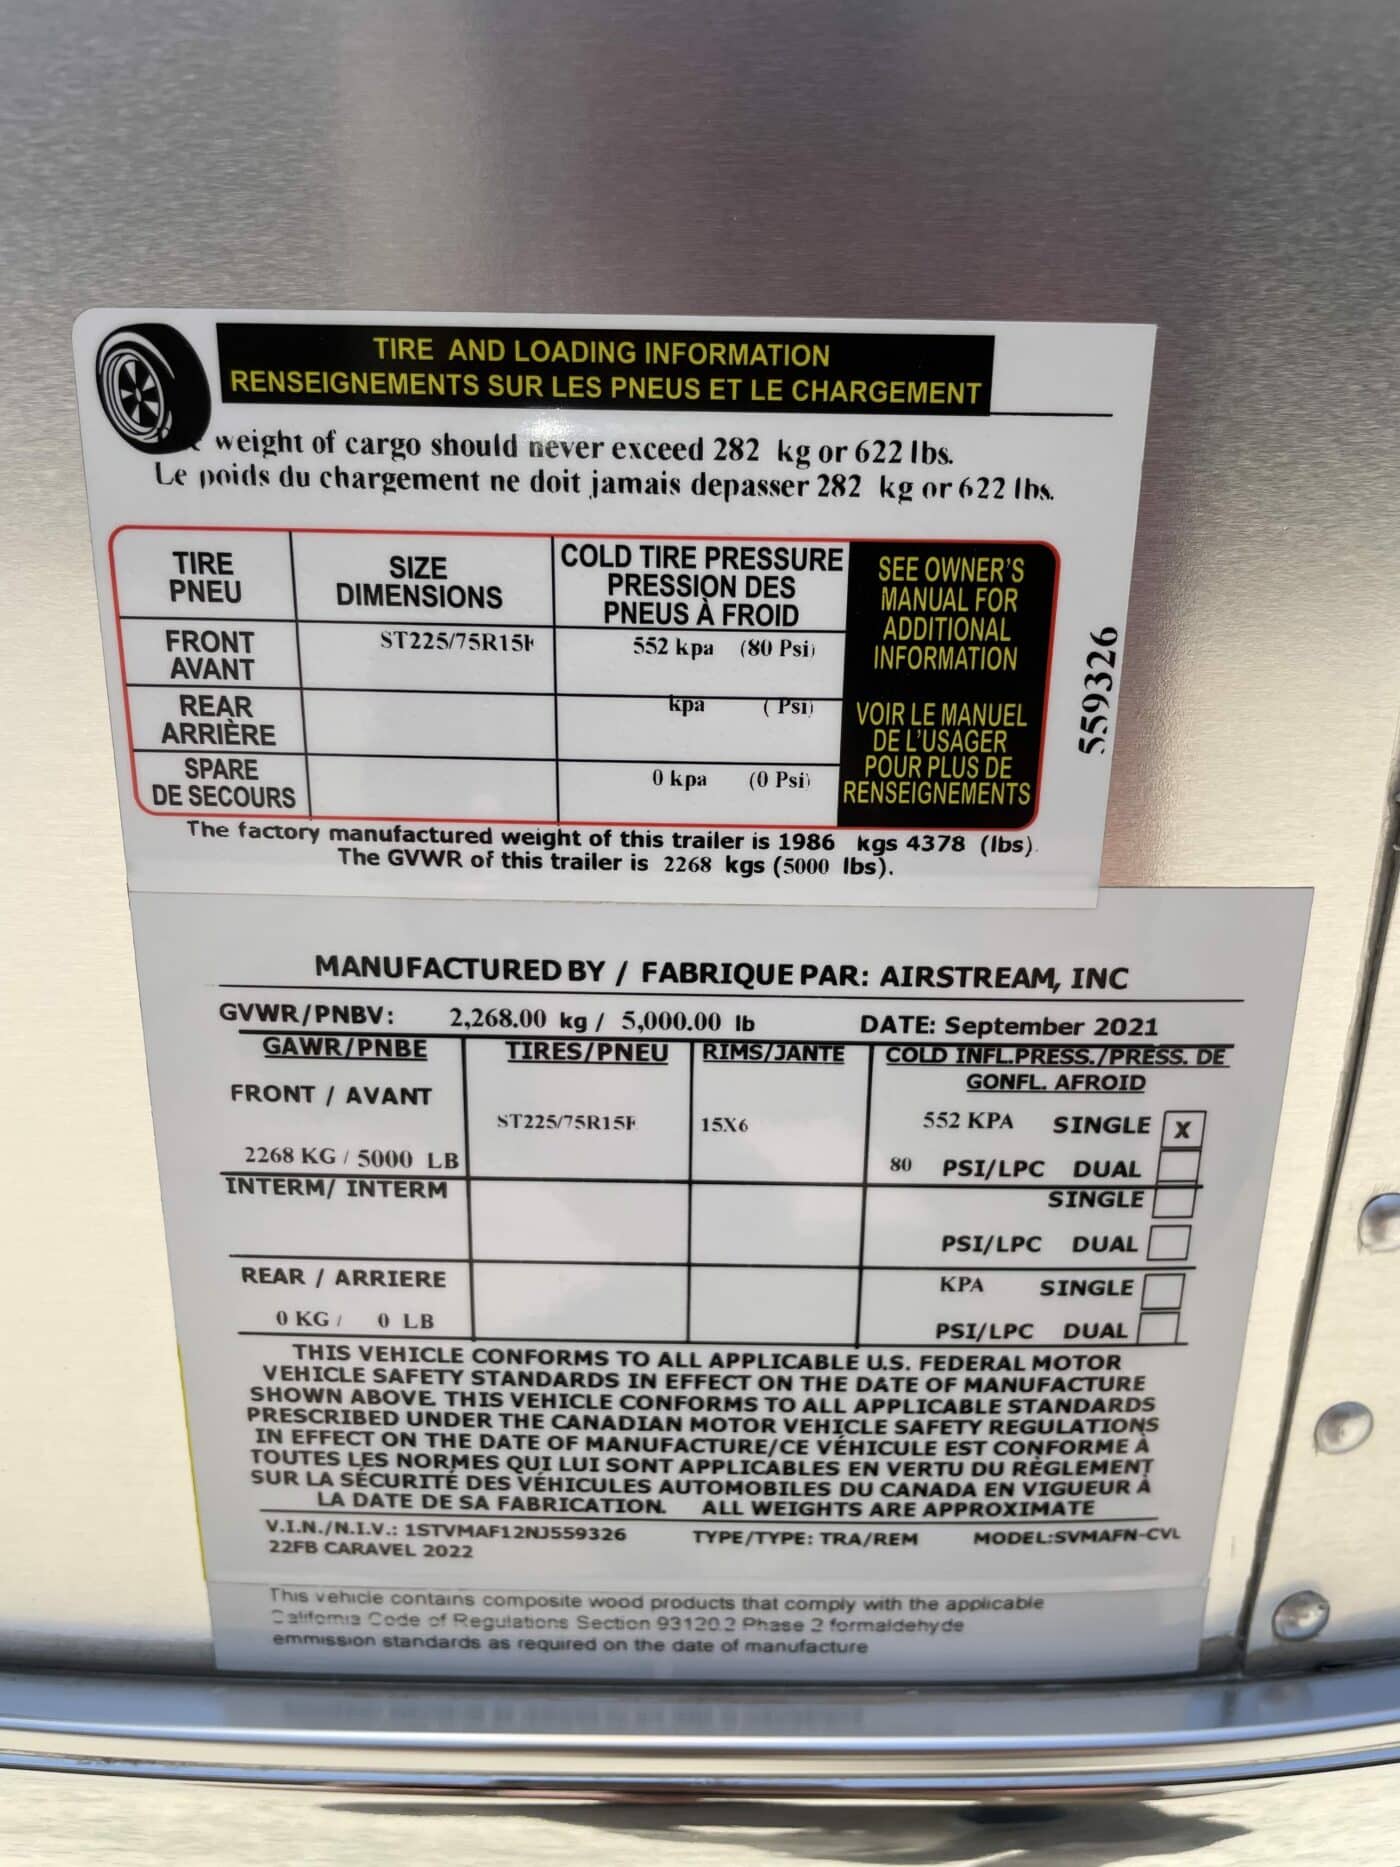 TIRE AND LOADING INFORMATION
RENSEIGNEMENTS SUR LES PNEUS ET LE CHARGEMENT
weight of cargo should never exceed 282 kg or 622 lbs.
Le poids du chargement ne doit jamais depasser 282 kg or 622 lbs.
TIRE
PNEU
SIZE
DIMENSIONS
COLD TIRE PRESSURE
PRESSION DES
PNEUS À FROID
FRONT
AVANT
ST225/75R15F
552 kpa (80 Psi)
REAR
ARRIÈRE
kpa ( Psi)
SPARE
DE SECOURS
0 kpa (0 Psi)
SEE OWNER'S
MANUAL FOR
ADDITIONAL
INFORMATION
VOIR LE MANUEL
DE L'USAGER
POUR PLUS DE
RENSEIGNEMENTS
559326
The factory manufactured weight of this trailer is 1986 kgs 4378 (lbs).
The GVWR of this trailer is 2268 kgs (5000 lbs).
MANUFACTURED BY / FABRIQUE PAR: AIRSTREAM, INC
GVWR/PNBV: 2,268.00 kg / 5,000.00 lb DATE: September 2021
GAWR/PNBE TIRES/PNEU RIMS/JANTE COLD INFL.PRESS./PRESS. DE
GONFL. AFROID
FRONT / AVANT
ST225/75R15F 15X6 552 KPA SINGLE X
2268 KG / 5000 LB 80 PSI/LPC DUAL
INTERM/ INTERM SINGLE
PSI/LPC DUAL
REAR / ARRIERE KPA SINGLE
0 KG / 0 LB PSI/LPC DUAL
THIS VEHICLE CONFORMS TO ALL APPLICABLE U.S. FEDERAL MOTOR
VEHICLE SAFETY STANDARDS IN EFFECT ON THE DATE OF MANUFACTURE
SHOWN ABOVE. THIS VEHICLE CONFORMS TO ALL APPLICABLE STANDARDS
PRESCRIBED UNDER THE CANADIAN MOTOR VEHICLE SAFETY REGULATIONS
IN EFFECT ON THE DATE OF MANUFACTURE/CE VÉHICULE EST CONFORME À
TOUTES LES NORMES QUI LUI SONT APPLICABLES EN VERTU DU RÈGLEMENT
SUR LA SÉCURITÉ DES VÉHICULES AUTOMOBILES DU CANADA EN VIGUEUR À
LA DATE DE SA FABRICATION. ALL WEIGHTS ARE APPROXIMATE
V.I.N./N.I.V.: 1STVMAF12NJ559326 TYPE/TYPE: TRA/REM MODEL:SVMAFN-CVL
22FB CARAVEL 2022
This vehicle contains composite wood products that comply with the applicable
California Code of Regulations Section 93120.2 Phase 2 formaldehyde
emmission standards as required on the date of manufacture